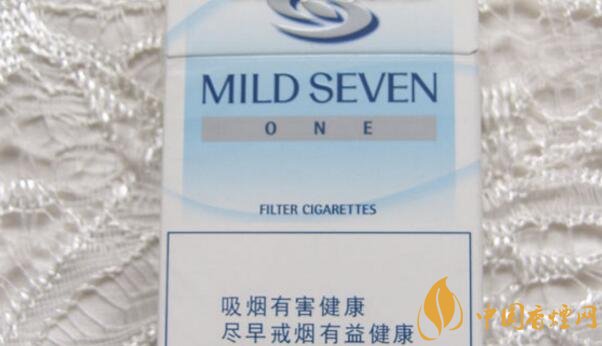 MILD SEVEN
ONE
FILTER CIGARETTES
吸烟有害健康
尽早戒烟有益健康
中国香烟网